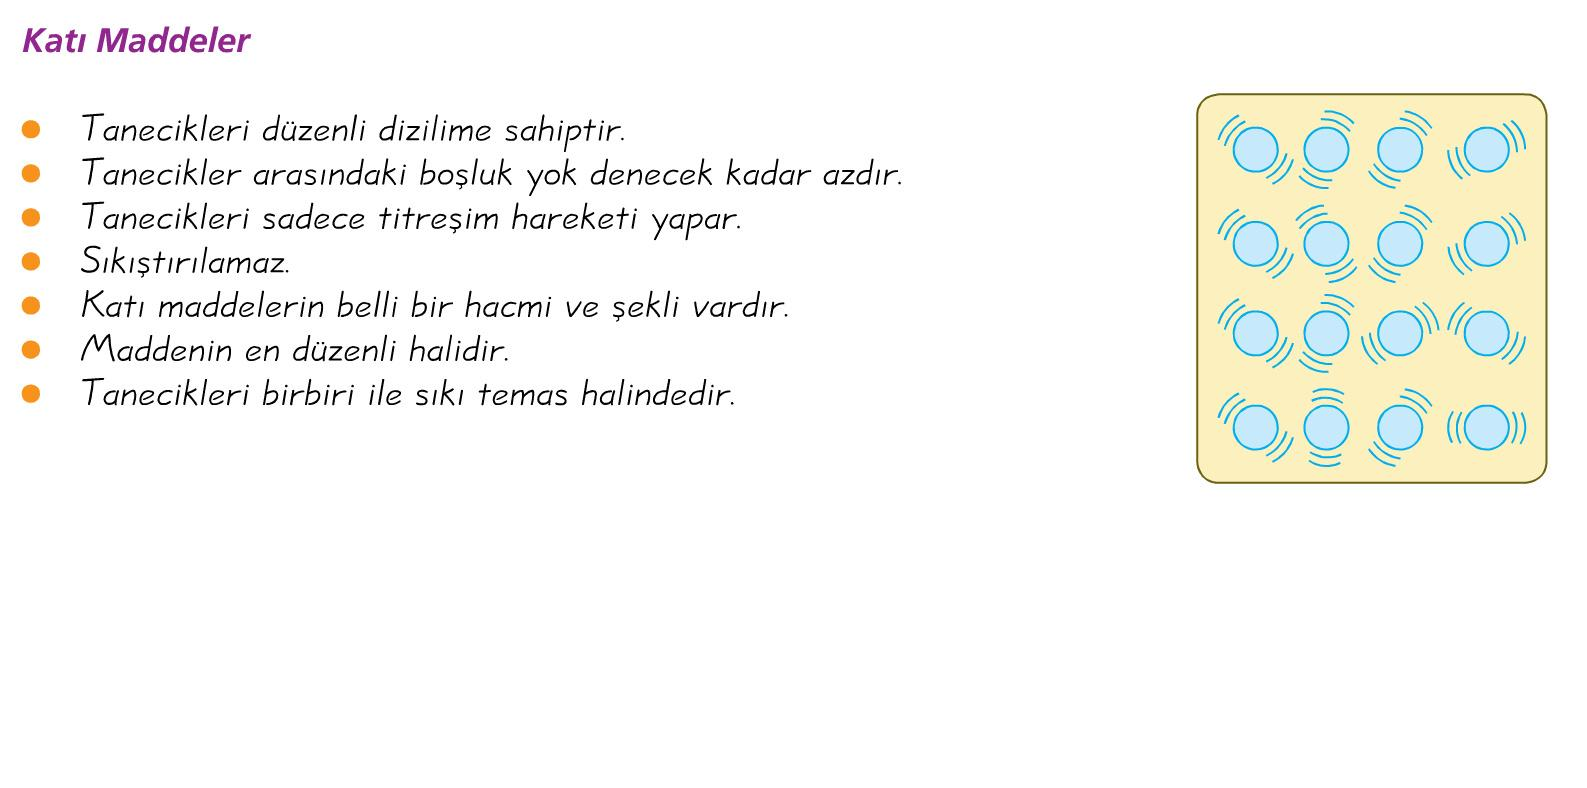 Katı Maddeler
Tanecikleri düzenli dizilime sahiptir.
Tanecikler arasındaki boşluk yok denecek kadar azdır.
Tanecikleri sadece titreşim hareketi yapar.
Sıkıştırılamaz.
Katı maddelerin belli bir hacmi ve şekli vardır.
Maddenin en düzenli halidir.
Tanecikleri birbiri ile sıkı temas halindedir.